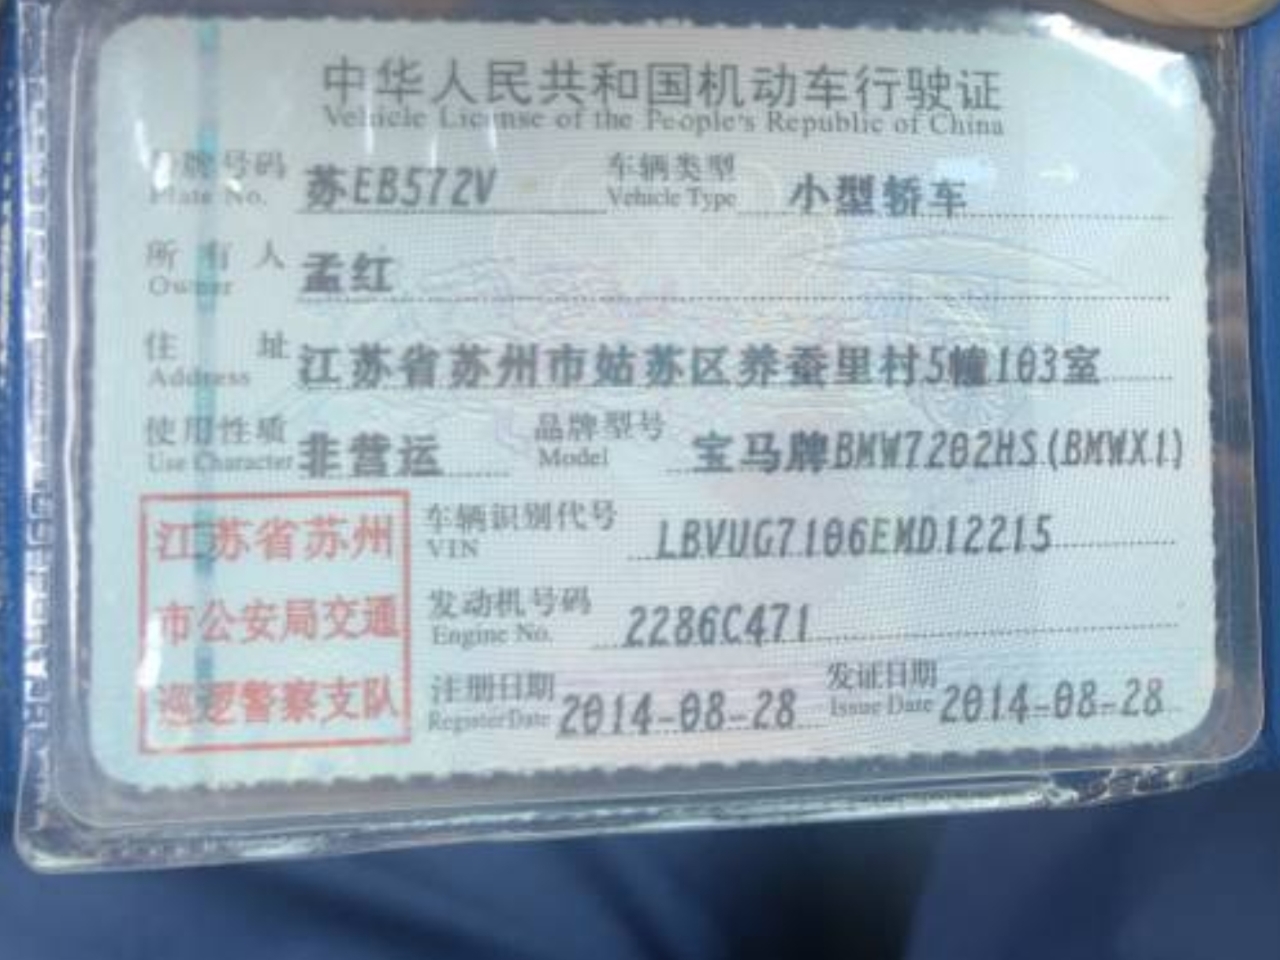 中华人民共和国机动车行驶证
Vehicle License of the People's Republic of China
号牌号码 苏EB572V 车辆类型 小型轿车
Plate No. Vehicle Type
所有人 孟红
Owner
住址 江苏省苏州市姑苏区养蚕里村5幢103室
Address
使用性质 非营运 品牌型号 宝马牌BMW7202HS(BMWX1)
Use Character Model
江苏省苏州
市公安局交通
巡逻警察支队
车辆识别代号 LBVUG7106EMD12215
VIN
发动机号码 2286C471
Engine No.
注册日期 2014-08-28 发证日期 2014-08-28
Register Date Issue Date